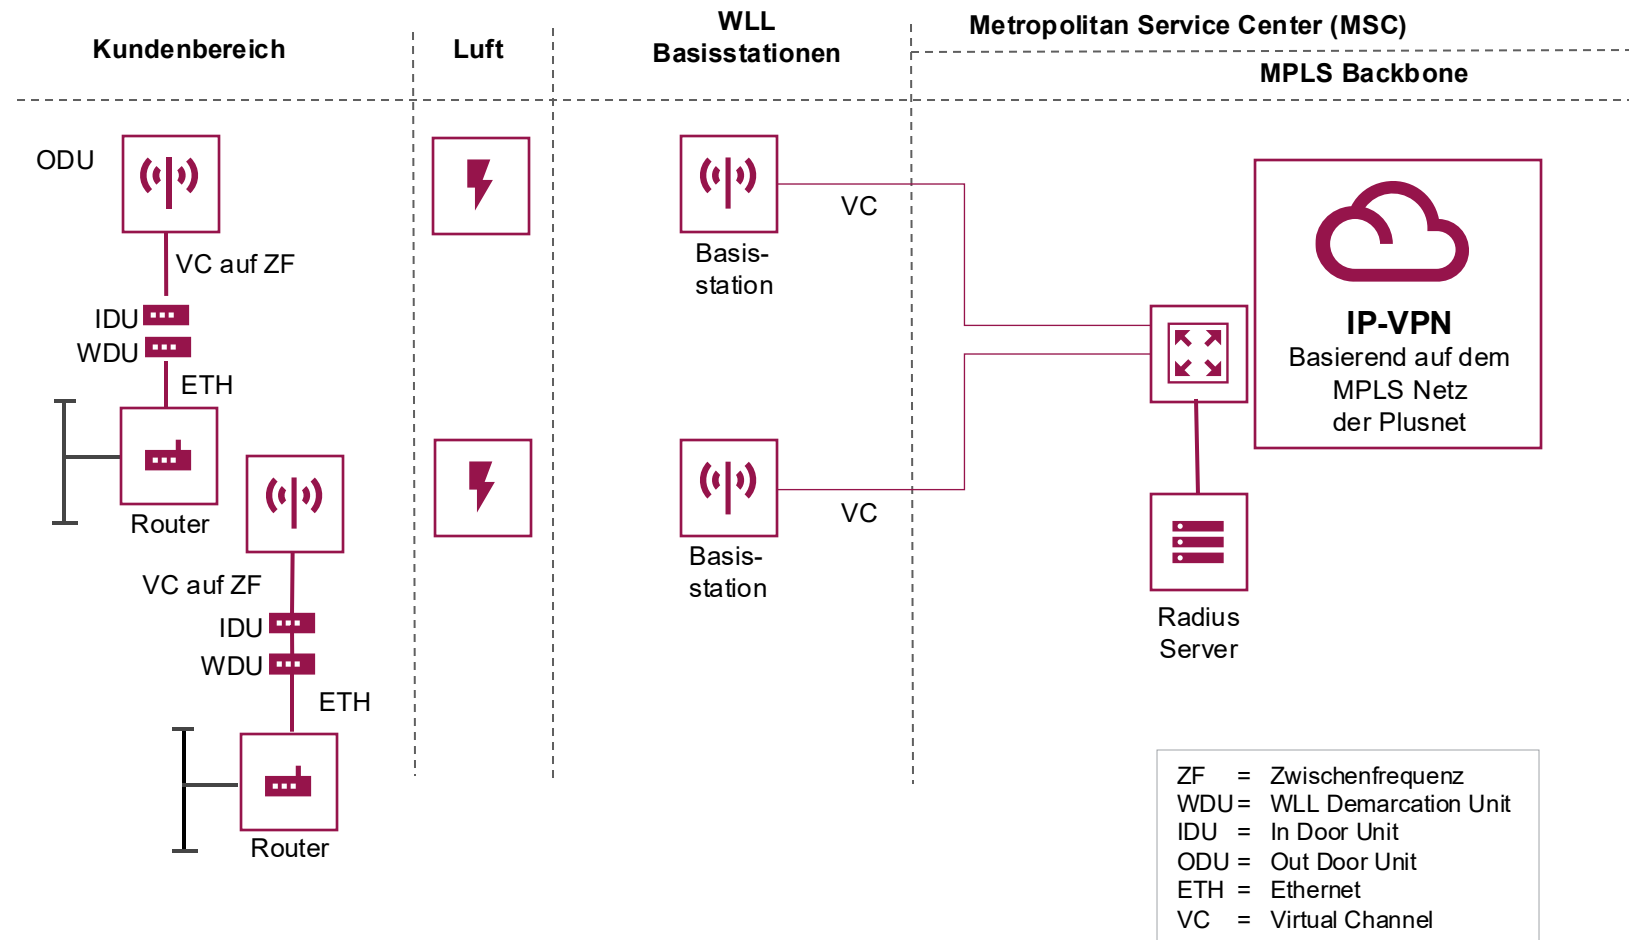 Kundenbereich
Luft
WLL
Basisstationen
Metropolitan Service Center (MSC)
MPLS Backbone
ODU
VC auf ZF
IDU
WDU
ETH
Router
VC auf ZF
IDU
WDU
ETH
Router
Basis-
station
VC
Basis-
station
VC
IP-VPN
Basierend auf dem
MPLS Netz
der Plusnet
Radius
Server
ZF = Zwischenfrequenz
WDU = WLL Demarcation Unit
IDU = In Door Unit
ODU = Out Door Unit
ETH = Ethernet
VC = Virtual Channel